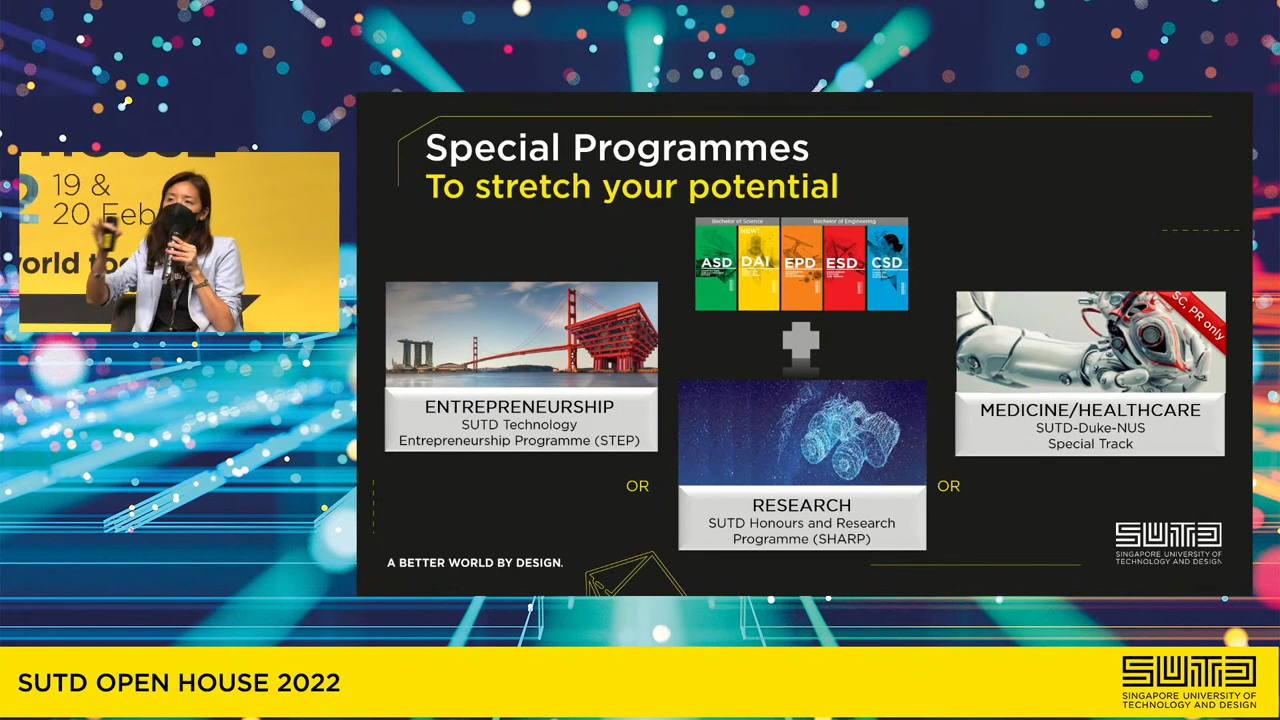 19 &
20 Feb
Special Programmes
To stretch your potential
Bachelor of Science
Bachelor of Engineering
NEW!
ASD
DAI
EPD
ESD
CSD
SC, PR only
ENTREPRENEURSHIP
SUTD Technology
Entrepreneurship Programme (STEP)
MEDICINE/HEALTHCARE
SUTD-Duke-NUS
Special Track
OR
OR
RESEARCH
SUTD Honours and Research
Programme (SHARP)
A BETTER WORLD BY DESIGN.
SUTD
SINGAPORE UNIVERSITY OF
TECHNOLOGY AND DESIGN
SUTD OPEN HOUSE 2022
SUTD
SINGAPORE UNIVERSITY OF
TECHNOLOGY AND DESIGN